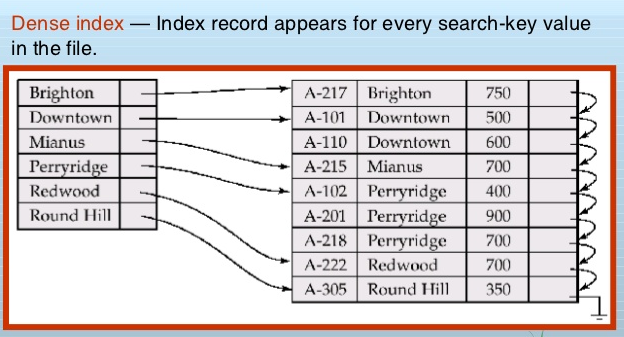 Dense index — Index record appears for every search-key value
in the file.
Brighton
Downtown
Mianus
Perryridge
Redwood
Round Hill
A-217 Brighton 750
A-101 Downtown 500
A-110 Downtown 600
A-215 Mianus 700
A-102 Perryridge 400
A-201 Perryridge 900
A-218 Perryridge 700
A-222 Redwood 700
A-305 Round Hill 350